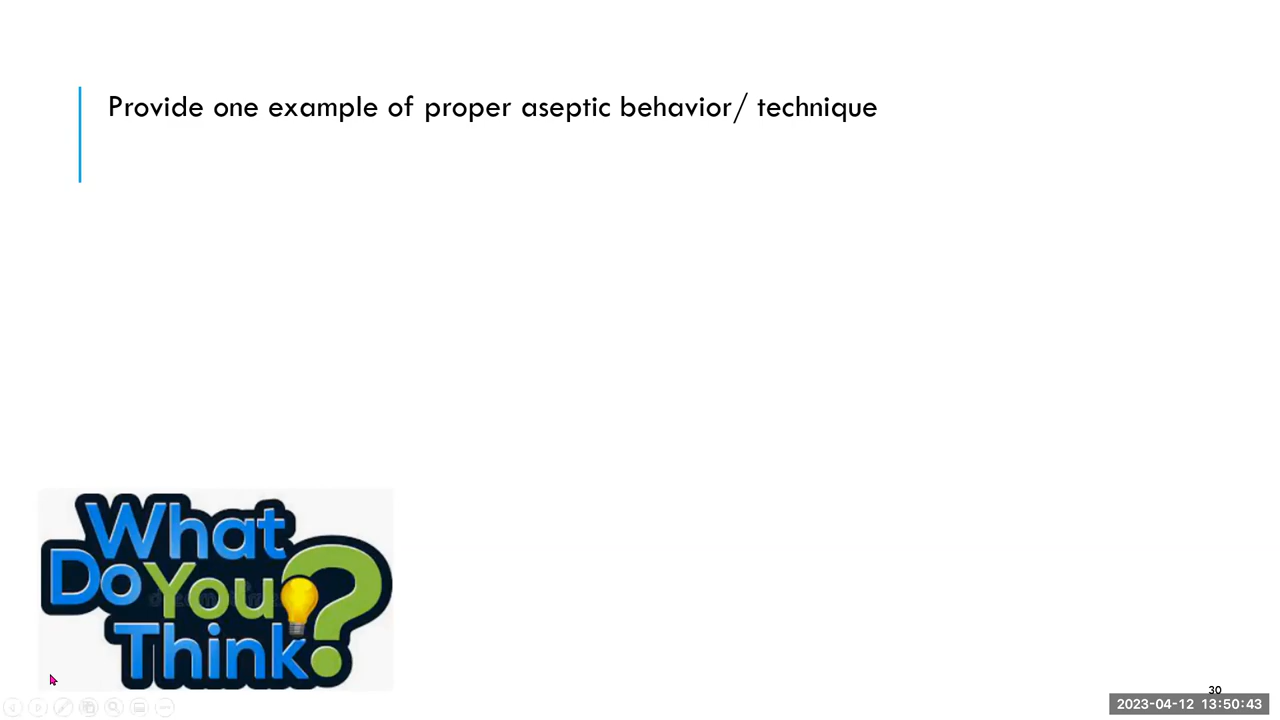 Provide one example of proper aseptic behavior/ technique
What
Do You
Think?
30
2023-04-12 13:50:43